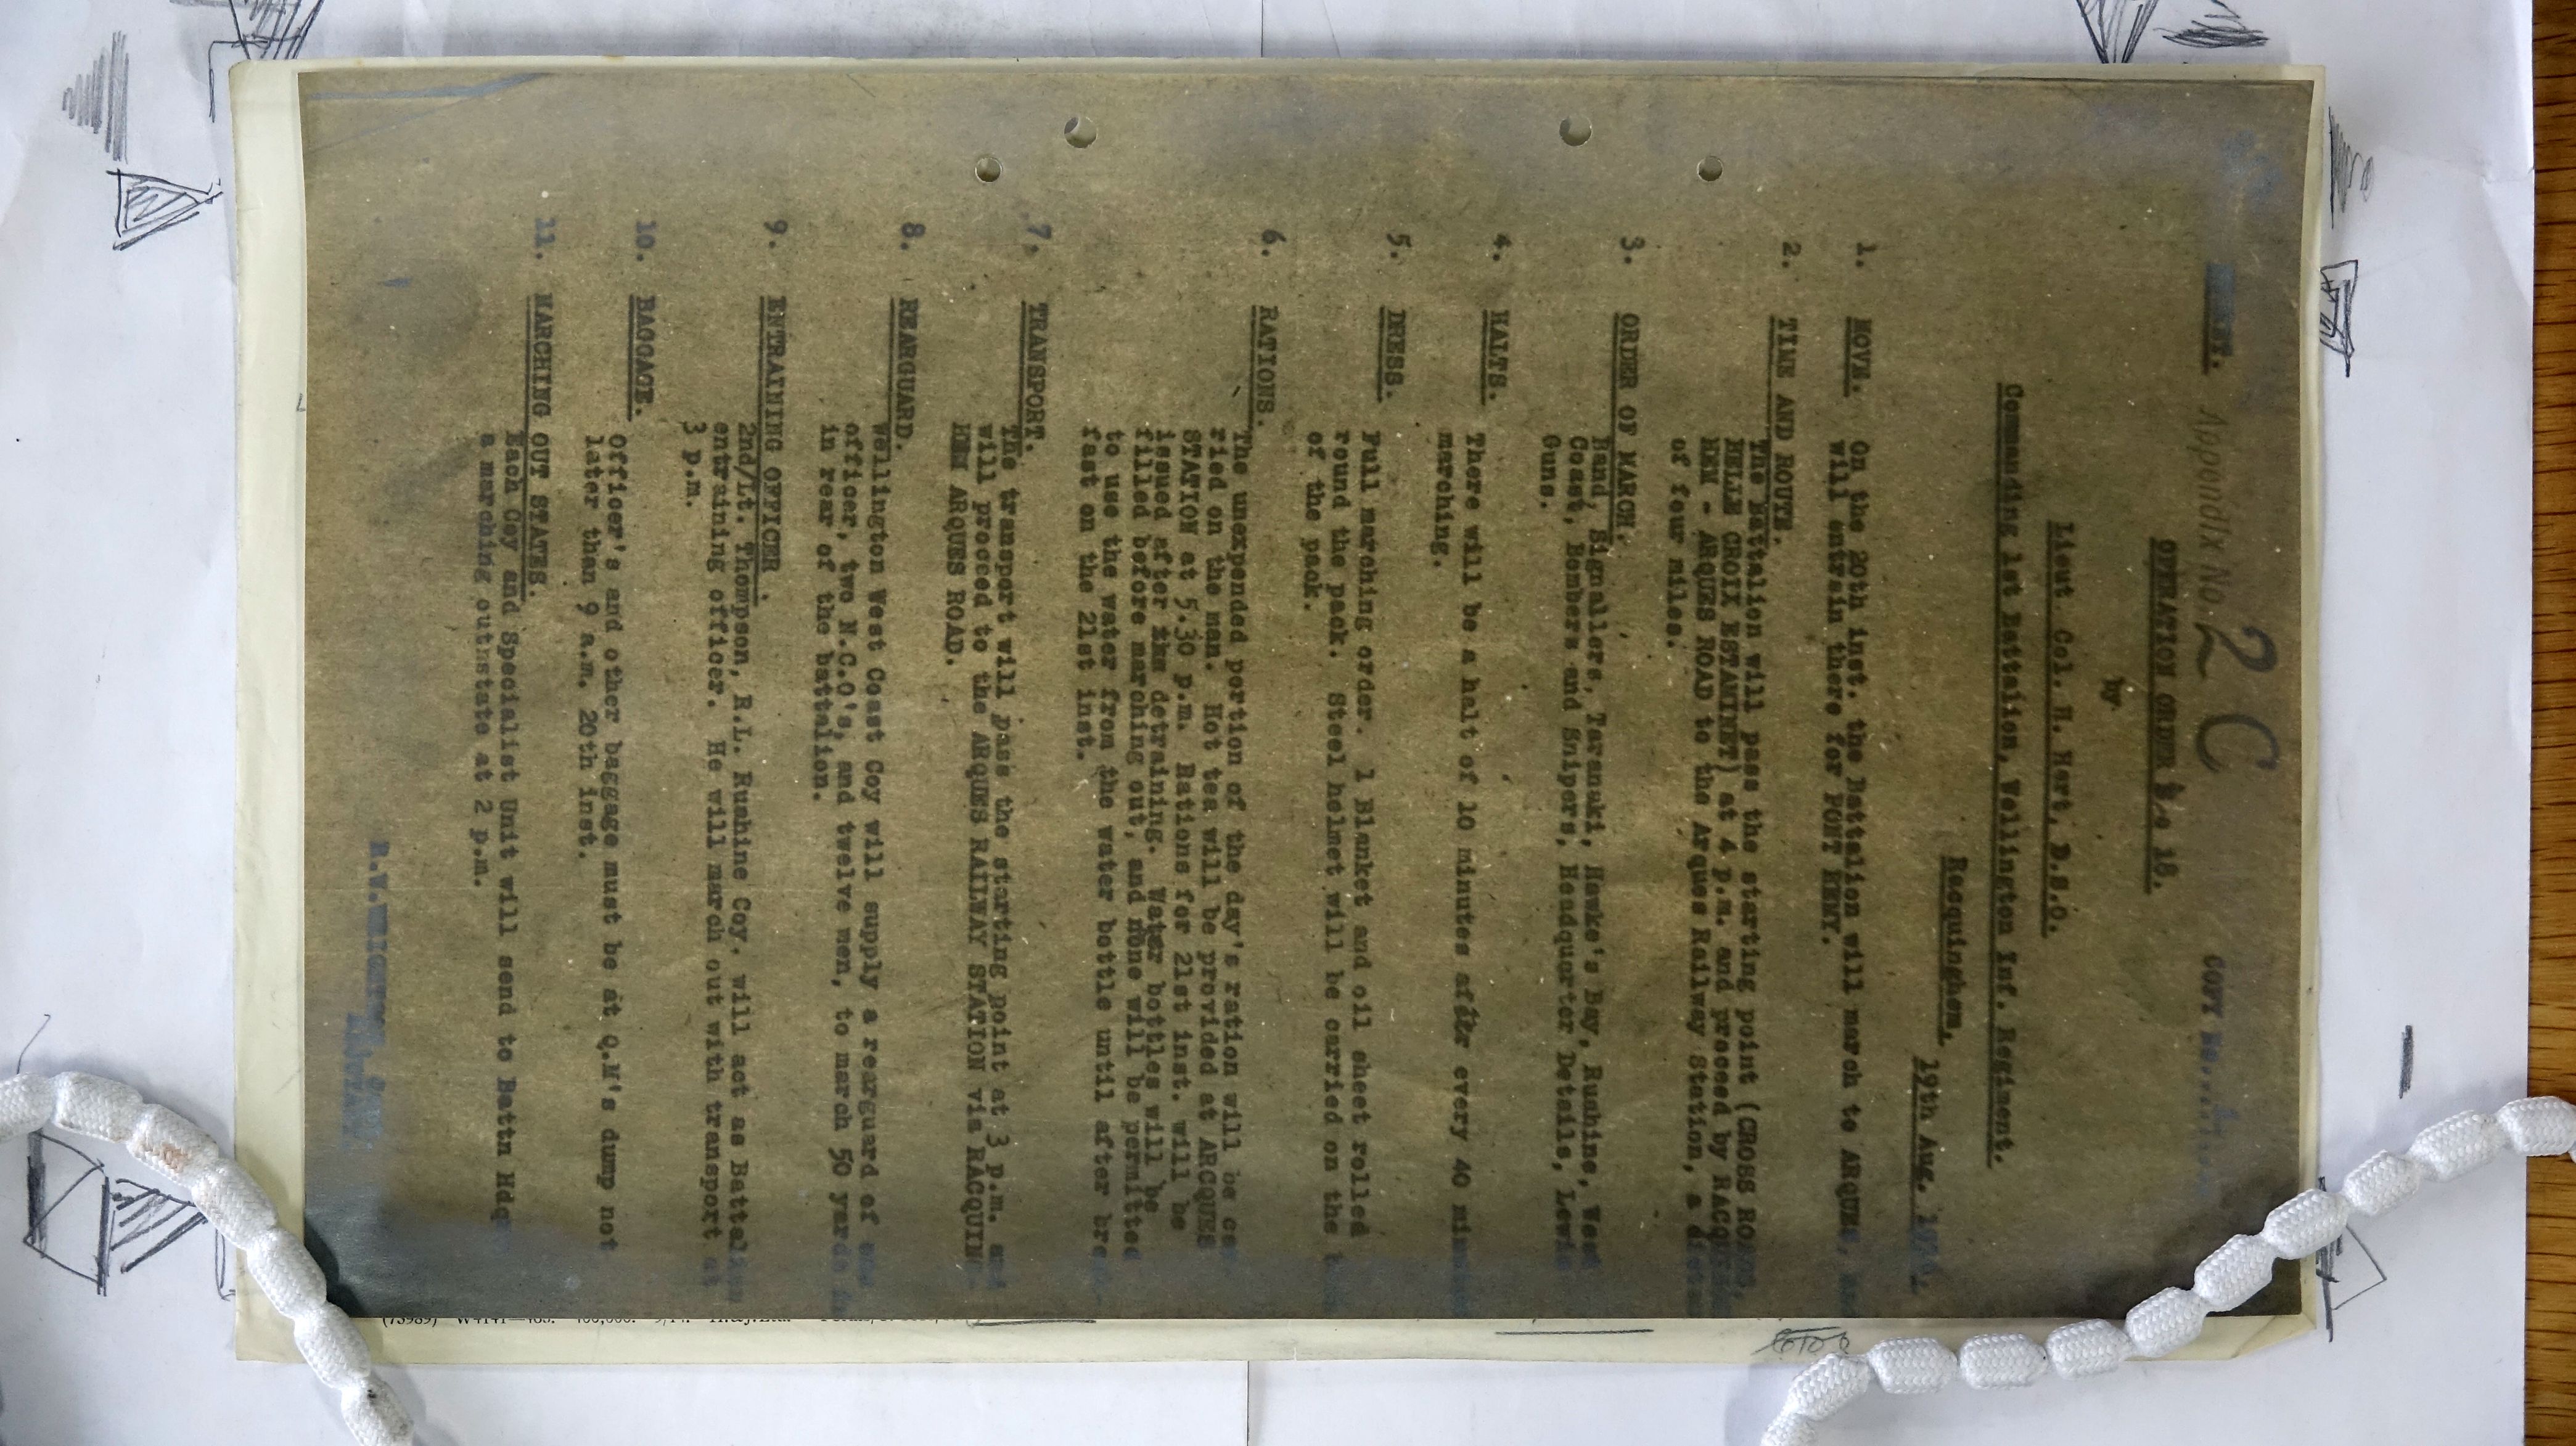 Appendix No. 2 C
COPY No.
OPERATION ORDER 18.
by
Lieut Col. H. Hart, D.S.O.
Commanding 1st Battalion, Wellington Inf. Regiment.
Racquinghem,
19th Aug. 1916.
1. MOVE. On the 20th inst. the Battalion will march to ARQUES,
will entrain there for PONT REMY.
2. TIME AND ROUTE.
The Battalion will pass the starting point (CROSS ROADS,
BELLE CROIX ESTAMINET) at 4 p.m. and proceed by
HEM - ARQUES ROAD to the Arques Railway Station, a
of four miles.
3. ORDER OF MARCH.
Band, Signallers, Taranaki, Hawke's Bay, Ruahine, West
Coast, Bombers and Snipers, Headquarter Details, Lewis
Guns.
4. HALTS.
There will be a halt of 10 minutes after every 40
marching.
5. DRESS.
Full marching order. 1 Blanket and oil sheet rolled
round the pack. Steel helmet will be carried on the
of the pack.
6. RATIONS.
The unexpended portion of the day's ration will be car
ried on the man. Hot tea will be provided at ARCQUES
STATION at 5.30 p.m. Rations for 21st inst. will be
issued after the detraining. Water bottles will be
filled before marching out, and none will be permitted
to use the water from the water bottle until after
fast on the 21st inst.
7. TRANSPORT.
The transport will pass the starting point at 3 p.m. and
will proceed to the ARQUES RAILWAY STATION via RACQUING
HEM ARQUES ROAD.
8. REARGUARD.
Wellington West Coast Coy will supply a rearguard of one
officer, two N.C.O's, and twelve men, to march 50 yards
in rear of the battalion.
9. ENTRAINING OFFICER.
2nd/Lt. Thompson, R.L. Ruahine Coy. will act as Battalion
entraining officer. He will march out with transport at
3 p.m.
10. BAGGAGE.
Officer's and other baggage must be at Q.M's dump not
later than 9 a.m. 20th inst.
11. MARCHING OUT STATES.
Each Coy and Specialist Unit will send to Battn Hdq
a marching outstate at 2 p.m.
R.W.WRIGHT